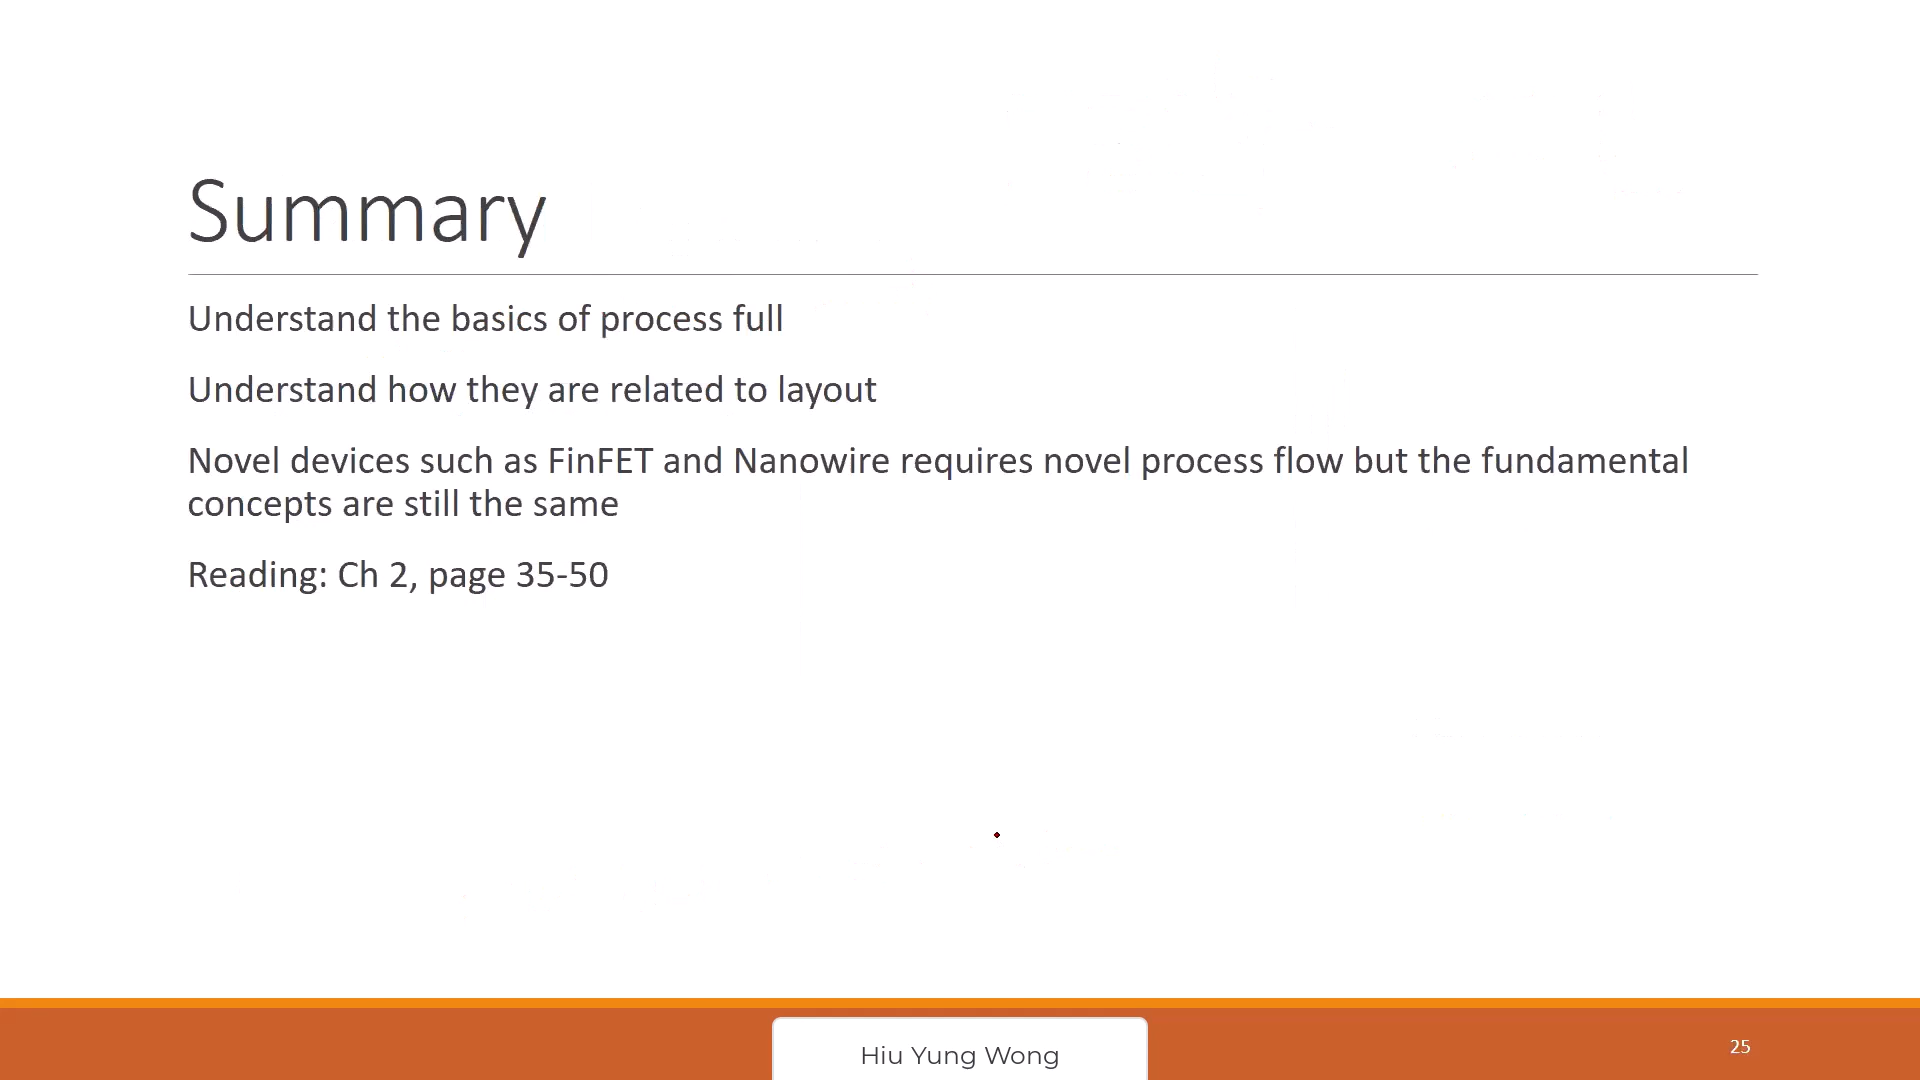 Summary
Understand the basics of process full
Understand how they are related to layout
Novel devices such as FinFET and Nanowire requires novel process flow but the fundamental
concepts are still the same
Reading: Ch 2, page 35-50
Hiu Yung Wong
25